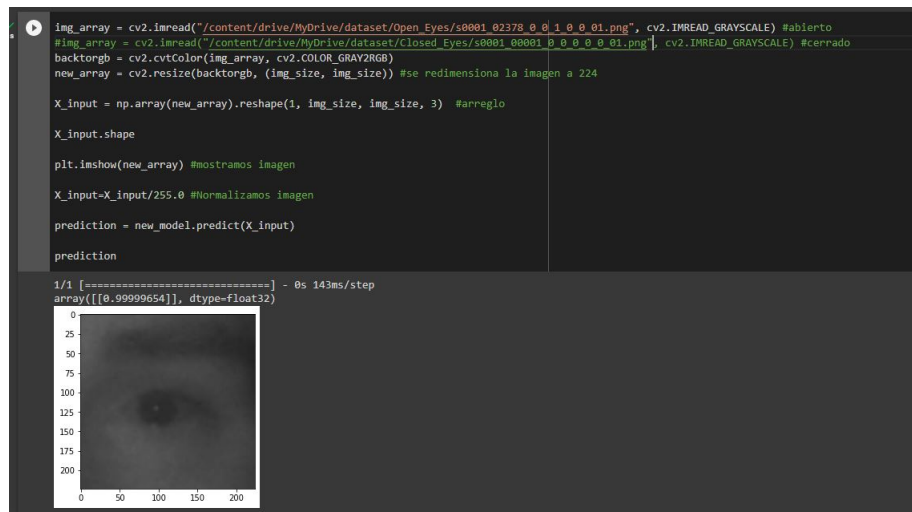 img_array = cv2.imread("/content/drive/MyDrive/dataset/Open_Eyes/s0001_02378_0_0_1_0_0_01.png", cv2.IMREAD_GRAYSCALE) #abierto
#img_array = cv2.imread("/content/drive/MyDrive/dataset/Closed_Eyes/s0001_00001_0_0_0_0_0_01.png", cv2.IMREAD_GRAYSCALE) #cerrado
backtorgb = cv2.cvtColor(img_array, cv2.COLOR_GRAY2RGB)
new_array = cv2.resize(backtorgb, (img_size, img_size)) #se redimensiona la imagen a 224
X_input = np.array(new_array).reshape(1, img_size, img_size, 3) #arreglo
X_input.shape
plt.imshow(new_array) #mostramos imagen
X_input=X_input/255.0 #Normalizamos imagen
prediction = new_model.predict(X_input)
prediction
1/1 [==============================] - 0s 143ms/step
array([[0.99999654]], dtype=float32)
0
25
50
75
100
125
150
175
200
0 50 100 150 200